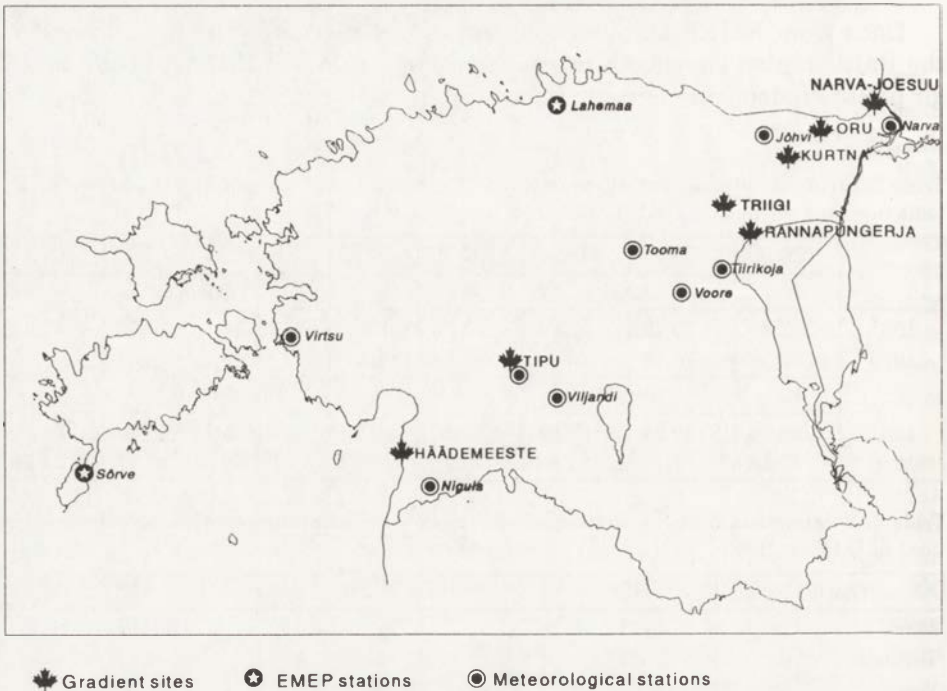 NARVA-JOESUU
Lahemaa
ORU
Narva
Jõhvi
KURTNA
TRIIGI
RANNAPUNGERJA
Tooma
Tiirikoja
Voore
Virtsu
TIPU
Viljandi
HÄÄDEMEESTE
Sõrve
Nigula
Gradient sites EMEP stations Meteorological stations